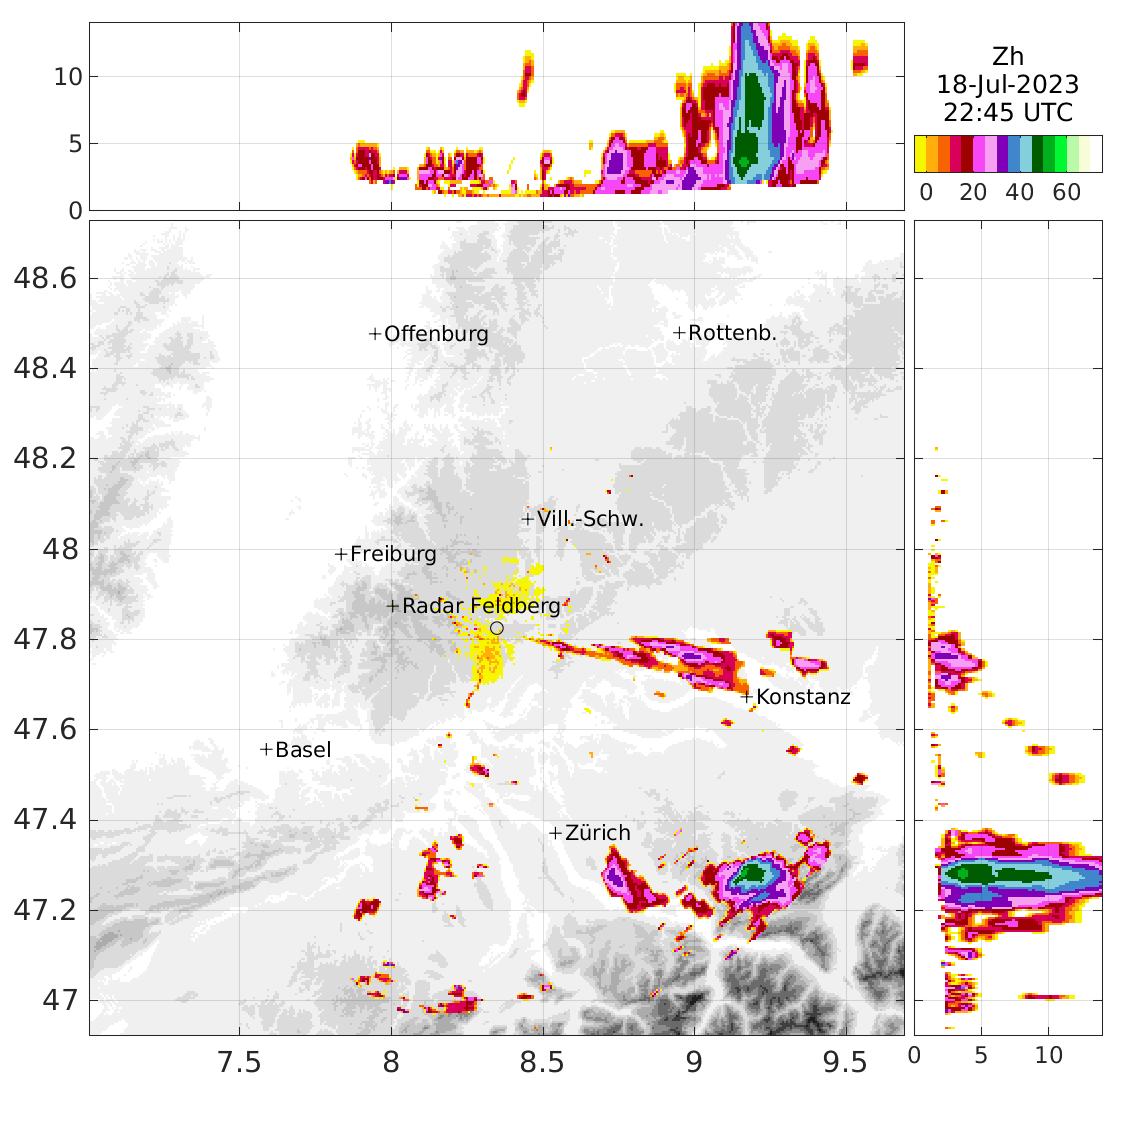 Zh
18-Jul-2023
22:45 UTC
0 20 40 60
10
5
0
48.6
48.4
48.2
48
47.8
47.6
47.4
47.2
47
Offenburg
Rottenb.
Vill.-Schw.
Freiburg
Radar Feldberg
Konstanz
Basel
Zürich
7.5 8 8.5 9 9.5
0 5 10